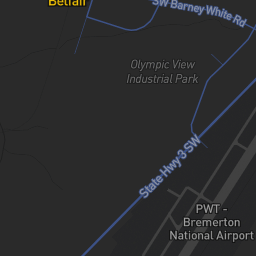 Belfair
SW Barney White Rd
Olympic View
Industrial Park
State Hwy 3 SW
PWT -
Bremerton
National Airport